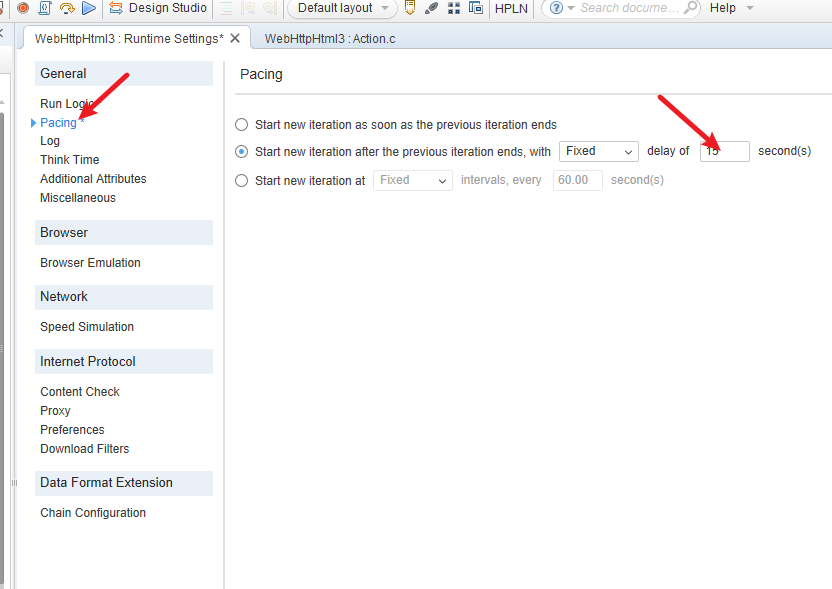 Design Studio Default layout HPLN Search docume... Help
WebHttpHtml3 : Runtime Settings* WebHttpHtml3 : Action.c
General
Run Logic
Pacing *
Log
Think Time
Additional Attributes
Miscellaneous
Browser
Browser Emulation
Network
Speed Simulation
Internet Protocol
Content Check
Proxy
Preferences
Download Filters
Data Format Extension
Chain Configuration
Pacing
Start new iteration as soon as the previous iteration ends
Start new iteration after the previous iteration ends, with Fixed delay of 15 second(s)
Start new iteration at Fixed intervals, every 60.00 second(s)